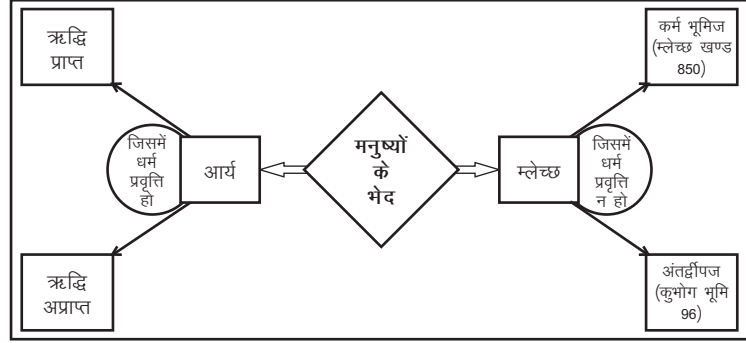 ऋद्धि
प्राप्त
कर्म भूमिज
(म्लेच्छ खण्ड
850)
जिसमें
धर्म
प्रवृत्ति
हो
आर्य
मनुष्यों
के
भेद
म्लेच्छ
जिसमें
धर्म
प्रवृत्ति
न हो
ऋद्धि
अप्राप्त
अंतर्द्वीपज
(कुभोग भूमि
96)